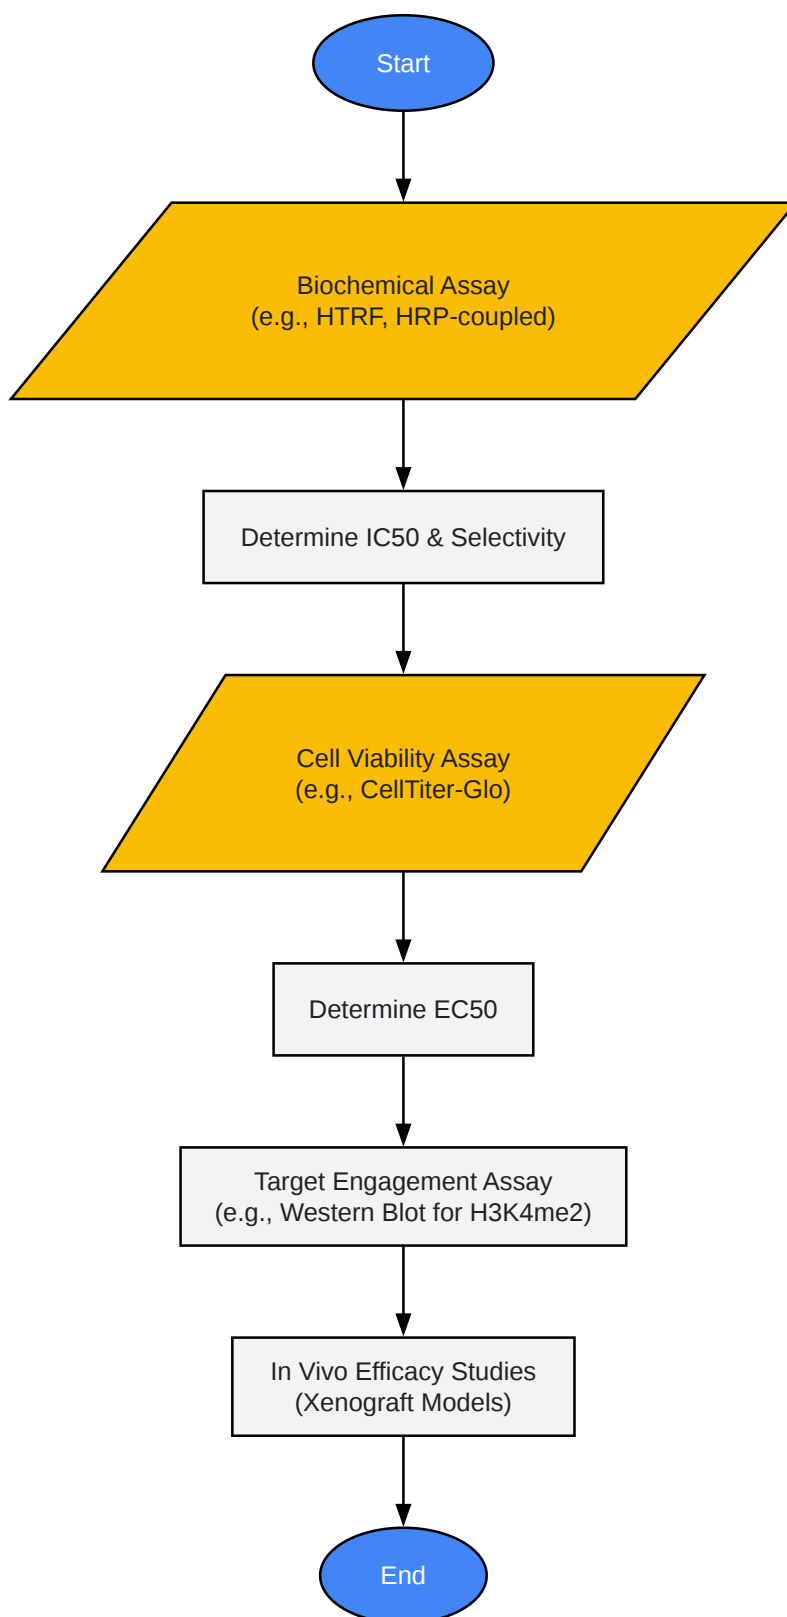 Start
Biochemical Assay
(e.g., HTRF, HRP-coupled)
Determine IC50 & Selectivity
Cell Viability Assay
(e.g., CellTiter-Glo)
Determine EC50
Target Engagement Assay
(e.g., Western Blot for H3K4me2)
In Vivo Efficacy Studies
(Xenograft Models)
End